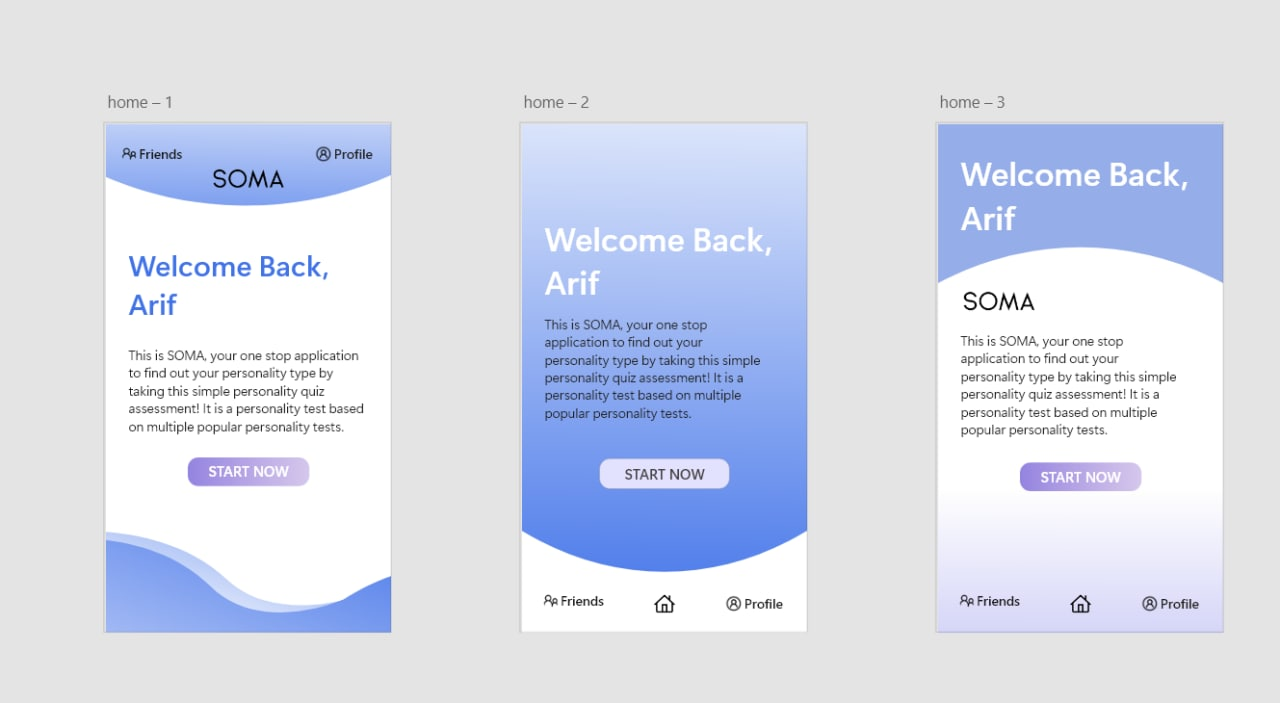 home – 1
Friends
Profile
SOMA
Welcome Back,
Arif
This is SOMA, your one stop application
to find out your personality type by
taking this simple personality quiz
assessment! It is a personality test based
on multiple popular personality tests.
START NOW
home – 2
Welcome Back,
Arif
This is SOMA, your one stop
application to find out your
personality type by taking this simple
personality quiz assessment! It is a
personality test based on multiple
popular personality tests.
START NOW
Friends
Profile
home – 3
Welcome Back,
Arif
SOMA
This is SOMA, your one stop
application to find out your
personality type by taking this simple
personality quiz assessment! It is a
personality test based on multiple
popular personality tests.
START NOW
Friends
Profile